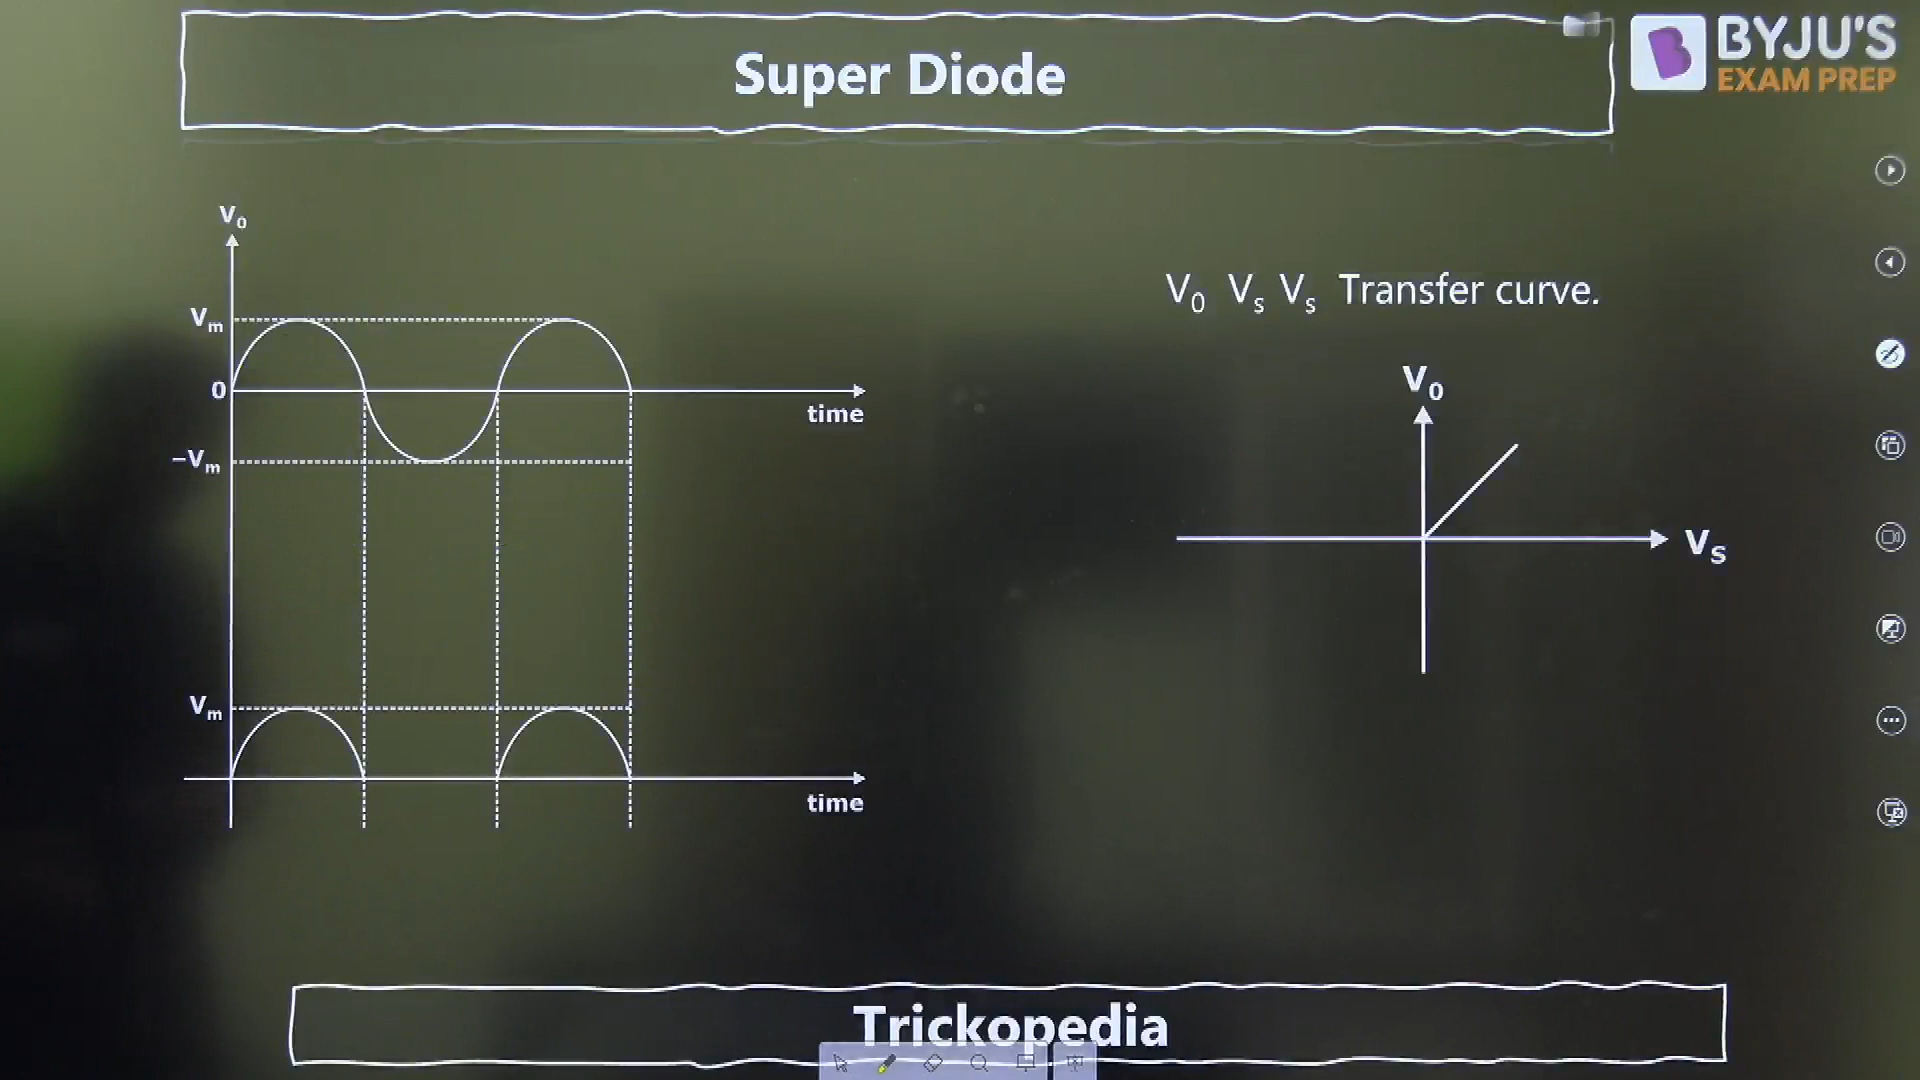 Super Diode
BYJU'S
EXAM PREP
V₀
Vₘ
0
time
−Vₘ
Vₘ
time
V₀ Vₛ Vₛ Transfer curve.
V₀
Vₛ
Trickopedia